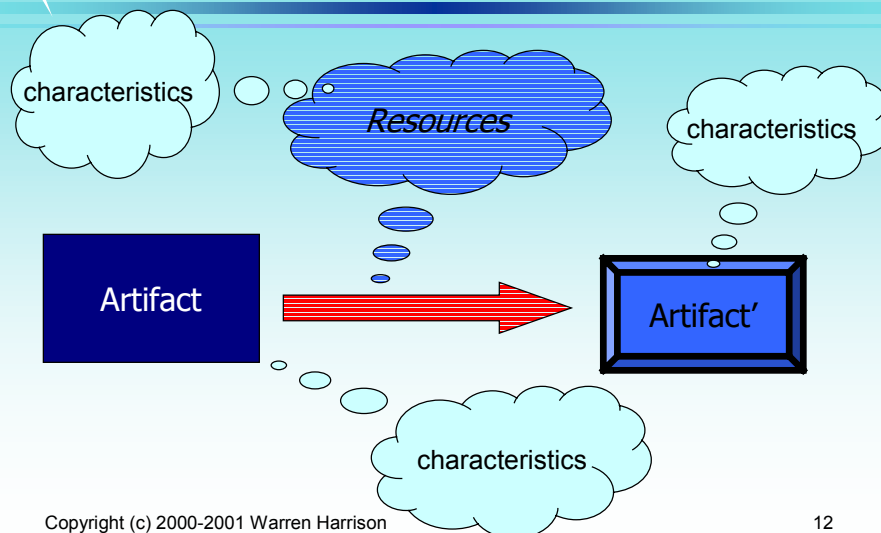 characteristics
Resources
characteristics
Artifact
Artifact’
characteristics
Copyright (c) 2000-2001 Warren Harrison
12